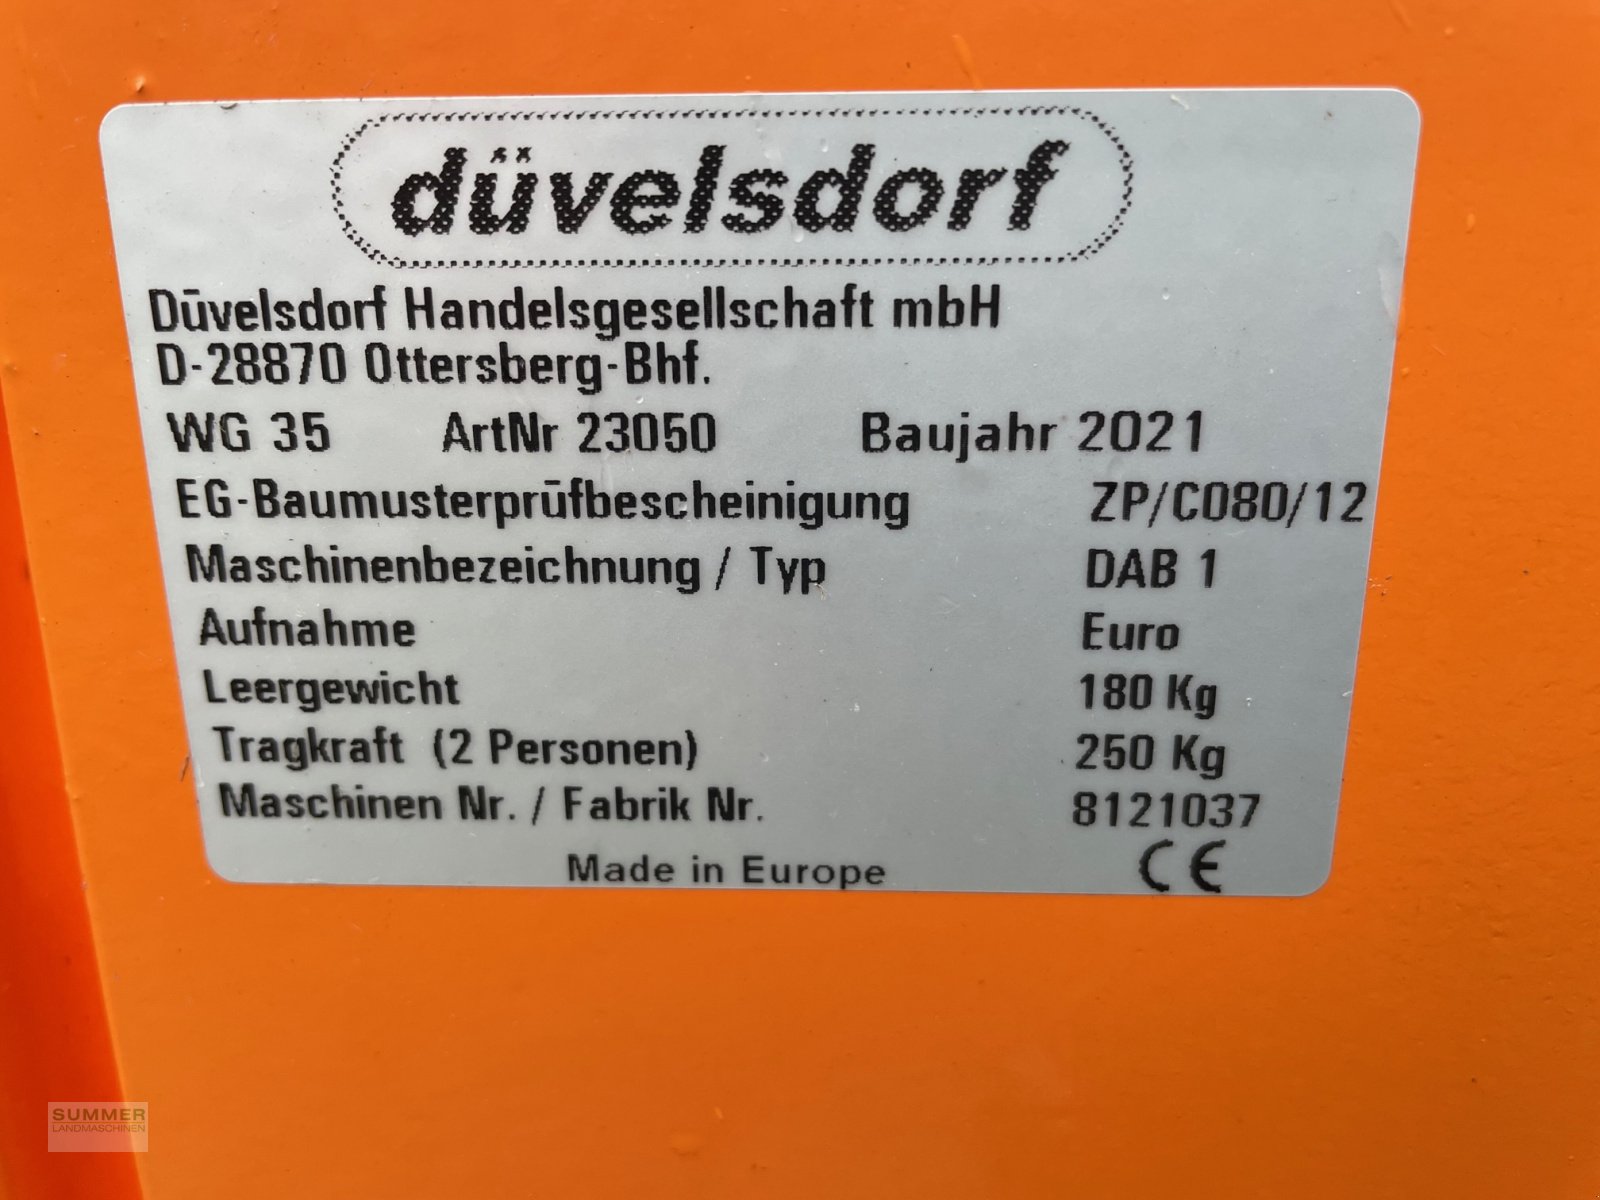 düvelsdorf
Düvelsdorf Handelsgesellschaft mbH
D-28870 Ottersberg-Bhf.
WG 35 ArtNr 23050 Baujahr 2021
EG-Baumusterprüfbescheinigung ZP/C080/12
Maschinenbezeichnung / Typ DAB 1
Aufnahme Euro
Leergewicht 180 Kg
Tragkraft (2 Personen) 250 Kg
Maschinen Nr. / Fabrik Nr. 8121037
Made in Europe CE
SUMMER
LANDMASCHINEN